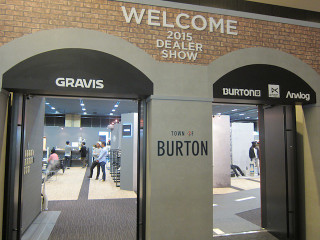 WELCOME
2015
DEALER
SHOW
GRAVIS
BURTON
Analog
TOWN OF
BURTON